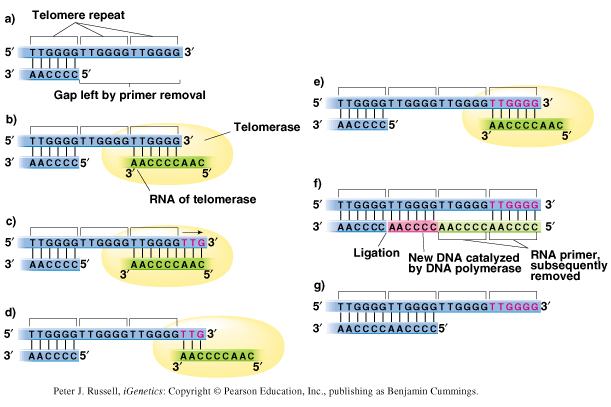 a)
Telomere repeat
5′ TTGGGGTTGGGGTTGGGG 3′
3′ AACCCC 5′
Gap left by primer removal
b)
Telomerase
5′ TTGGGGTTGGGGTTGGGG 3′
3′ AACCCC 5′ AACCCCAAC
3′ 5′
RNA of telomerase
c)
5′ TTGGGGTTGGGGTTGGGGTTG 3′
3′ AACCCC 5′ AACCCCAAC
3′ 5′
d)
5′ TTGGGGTTGGGGTTGGGGTTG
3′ AACCCC 5′ AACCCCAAC
3′ 5′
e)
5′ TTGGGGTTGGGGTTGGGGTTGGGG 3′
3′ AACCCC 5′ AACCCCAAC
3′ 5′
f)
5′ TTGGGGTTGGGGTTGGGGTTGGGG 3′
3′ AACCCCAACCCCAACCCCAACCCC 5′
Ligation
New DNA catalyzed
by DNA polymerase
RNA primer,
subsequently
removed
g)
5′ TTGGGGTTGGGGTTGGGGTTGGGG 3′
3′ AACCCCAACCCC 5′
Peter J. Russell, iGenetics: Copyright © Pearson Education, Inc., publishing as Benjamin Cummings.